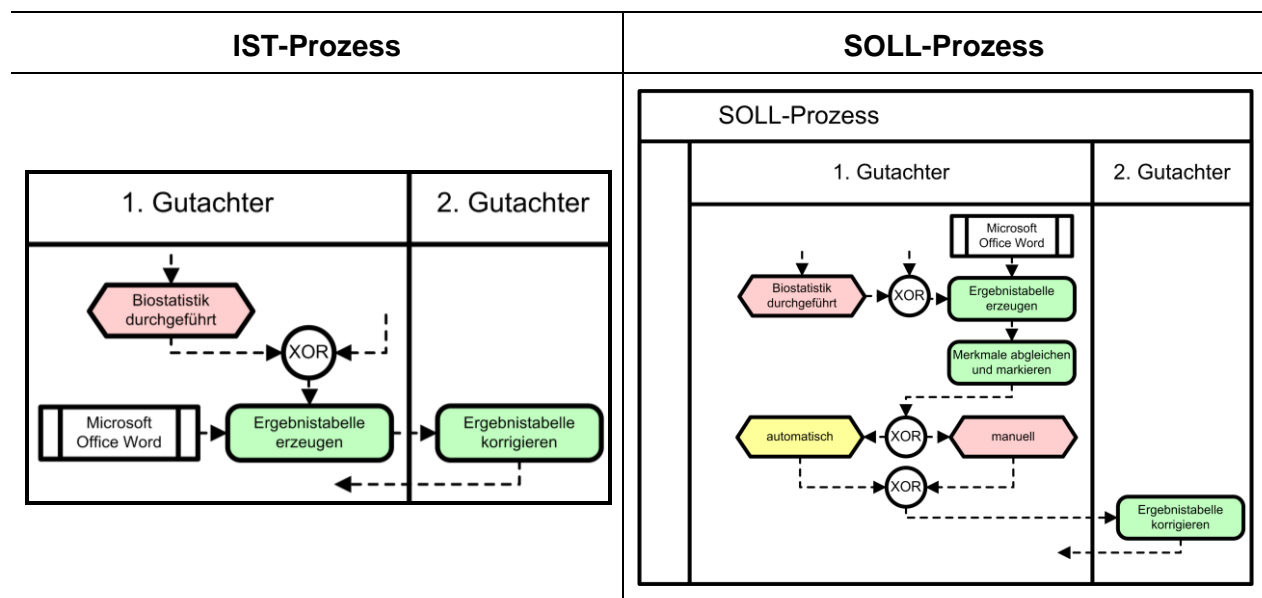 IST-Prozess
SOLL-Prozess
1. Gutachter
2. Gutachter
Biostatistik
durchgeführt
XOR
Microsoft
Office Word
Ergebnistabelle
erzeugen
Ergebnistabelle
korrigieren
SOLL-Prozess
1. Gutachter
2. Gutachter
Microsoft
Office Word
Biostatistik
durchgeführt
XOR
Ergebnistabelle
erzeugen
Merkmale abgleichen
und markieren
automatisch
XOR
manuell
XOR
Ergebnistabelle
korrigieren